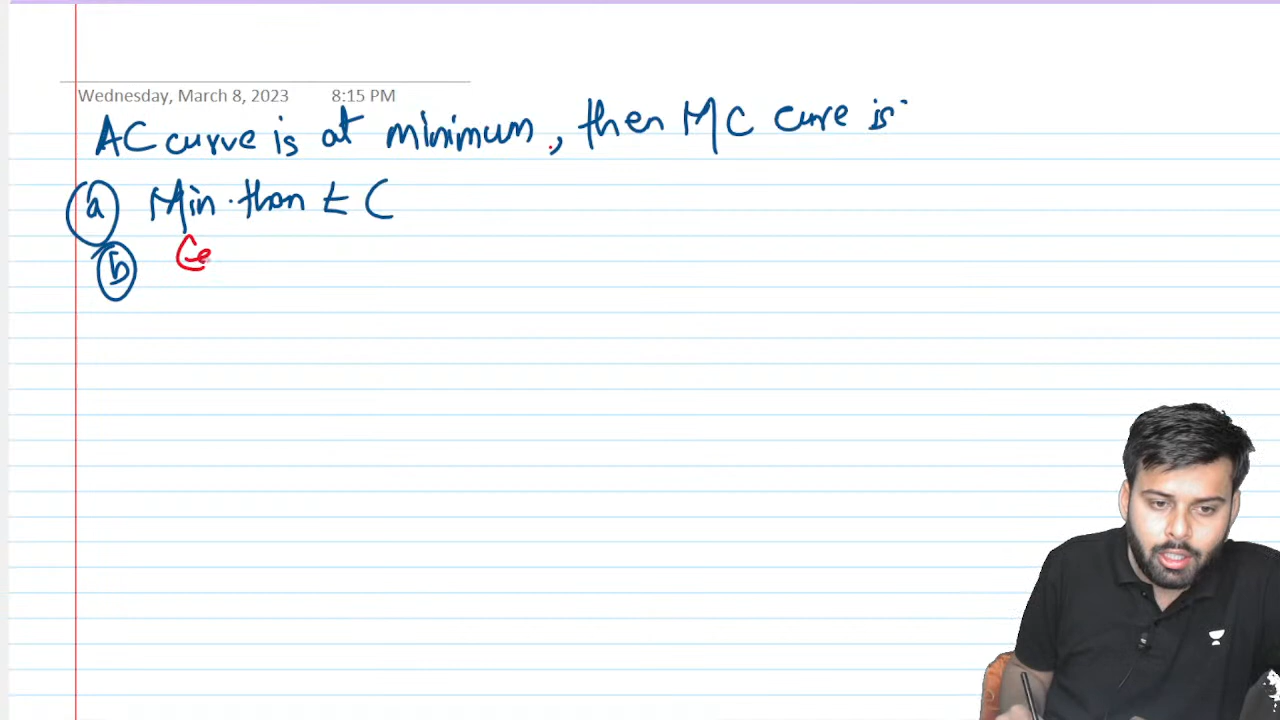 Wednesday, March 8, 2023 8:15 PM
AC curve is at minimum, then MC curve is
(a) Min. than
(b)